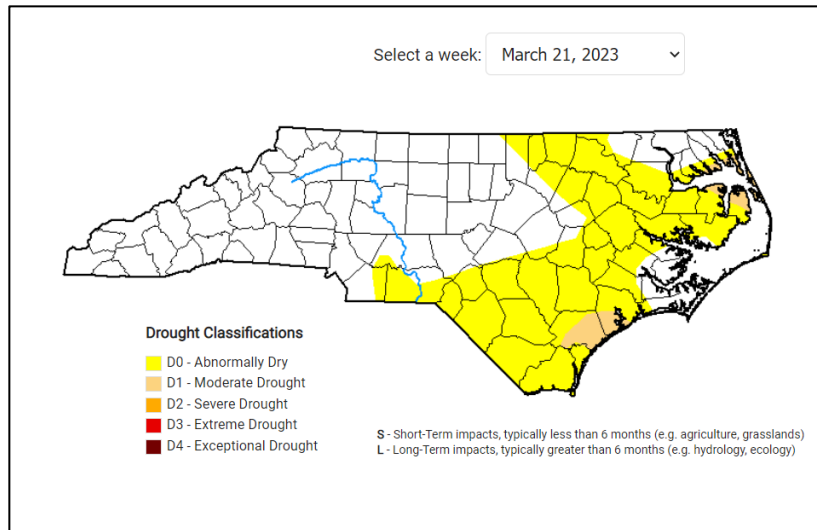 Select a week: March 21, 2023
Drought Classifications
D0 - Abnormally Dry
D1 - Moderate Drought
D2 - Severe Drought
D3 - Extreme Drought
D4 - Exceptional Drought
S - Short-Term impacts, typically less than 6 months (e.g. agriculture, grasslands)
L - Long-Term impacts, typically greater than 6 months (e.g. hydrology, ecology)